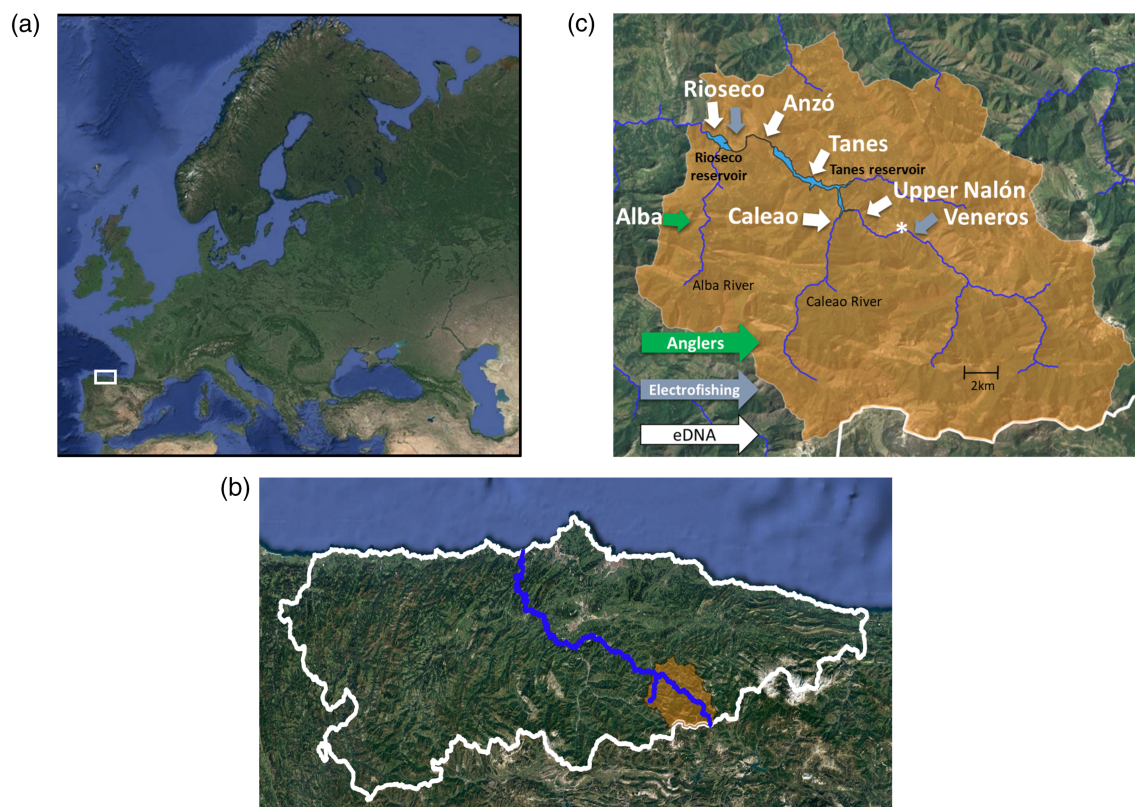 (a)
(c)
Rioseco
Anzó
Rioseco
reservoir
Tanes
Tanes reservoir
Upper Nalón
Alba
Caleao
*
Veneros
Alba River
Caleao River
Anglers
2km
Electrofishing
eDNA
(b)